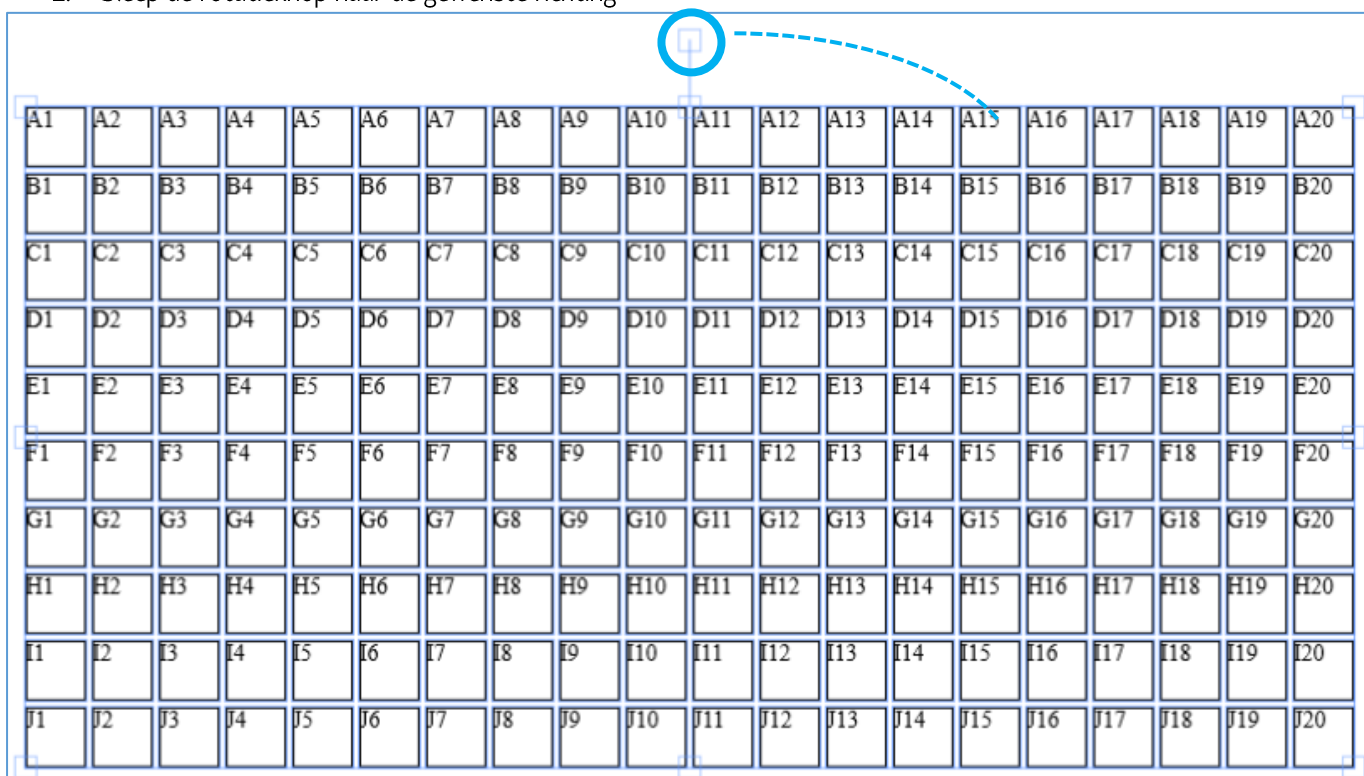 A1 A2 A3 A4 A5 A6 A7 A8 A9 A10 A11 A12 A13 A14 A15 A16 A17 A18 A19 A20
B1 B2 B3 B4 B5 B6 B7 B8 B9 B10 B11 B12 B13 B14 B15 B16 B17 B18 B19 B20
C1 C2 C3 C4 C5 C6 C7 C8 C9 C10 C11 C12 C13 C14 C15 C16 C17 C18 C19 C20
D1 D2 D3 D4 D5 D6 D7 D8 D9 D10 D11 D12 D13 D14 D15 D16 D17 D18 D19 D20
E1 E2 E3 E4 E5 E6 E7 E8 E9 E10 E11 E12 E13 E14 E15 E16 E17 E18 E19 E20
F1 F2 F3 F4 F5 F6 F7 F8 F9 F10 F11 F12 F13 F14 F15 F16 F17 F18 F19 F20
G1 G2 G3 G4 G5 G6 G7 G8 G9 G10 G11 G12 G13 G14 G15 G16 G17 G18 G19 G20
H1 H2 H3 H4 H5 H6 H7 H8 H9 H10 H11 H12 H13 H14 H15 H16 H17 H18 H19 H20
I1 I2 I3 I4 I5 I6 I7 I8 I9 I10 I11 I12 I13 I14 I15 I16 I17 I18 I19 I20
J1 J2 J3 J4 J5 J6 J7 J8 J9 J10 J11 J12 J13 J14 J15 J16 J17 J18 J19 J20